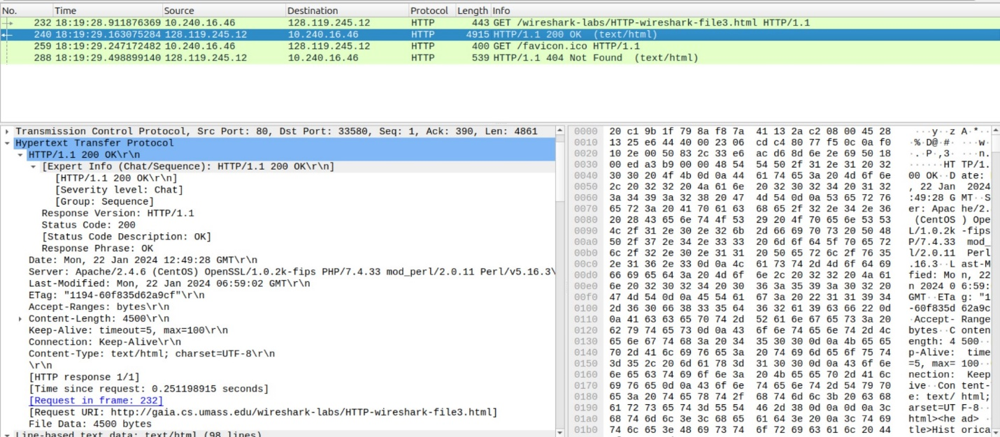 No. Time Source Destination Protocol Length Info
232 18:19:28.911876369 10.240.16.46 128.119.245.12 HTTP 443 GET /wireshark-labs/HTTP-wireshark-file3.html HTTP/1.1
240 18:19:29.163075284 128.119.245.12 10.240.16.46 HTTP 4915 HTTP/1.1 200 OK (text/html)
259 18:19:29.247172482 10.240.16.46 128.119.245.12 HTTP 400 GET /favicon.ico HTTP/1.1
288 18:19:29.498899140 128.119.245.12 10.240.16.46 HTTP 539 HTTP/1.1 404 Not Found (text/html)
Transmission Control Protocol, Src Port: 80, Dst Port: 33580, Seq: 1, Ack: 390, Len: 4861
Hypertext Transfer Protocol
HTTP/1.1 200 OK\r\n
[Expert Info (Chat/Sequence): HTTP/1.1 200 OK\r\n]
[HTTP/1.1 200 OK\r\n]
[Severity level: Chat]
[Group: Sequence]
Response Version: HTTP/1.1
Status Code: 200
[Status Code Description: OK]
Response Phrase: OK
Date: Mon, 22 Jan 2024 12:49:28 GMT\r\n
Server: Apache/2.4.6 (CentOS) OpenSSL/1.0.2k-fips PHP/7.4.33 mod_perl/2.0.11 Perl/v5.16.3\
Last-Modified: Mon, 22 Jan 2024 06:59:02 GMT\r\n
ETag: "1194-60f835d62a9cf"\r\n
Accept-Ranges: bytes\r\n
Content-Length: 4500\r\n
Keep-Alive: timeout=5, max=100\r\n
Connection: Keep-Alive\r\n
Content-Type: text/html; charset=UTF-8\r\n
\r\n
[HTTP response 1/1]
[Time since request: 0.251198915 seconds]
[Request in frame: 232]
[Request URI: http://gaia.cs.umass.edu/wireshark-labs/HTTP-wireshark-file3.html]
File Data: 4500 bytes
Line-based text data: text/html (98 lines)
0000 20 c1 9b 1f 79 8a f8 7a 41 13 2a c2 08 00 45 28 ···y··z A·*··
0010 13 25 e6 44 40 00 23 06 cd c4 80 77 f5 0c 0a f0 ·%·D@·#· ···w·
0020 10 2e 00 50 83 2c 33 e6 ac d6 8d 6e 2e 69 50 18 ·.·P·,3· ···n.
0030 00 ed a3 b9 00 00 48 54 54 50 2f 31 2e 31 20 32 ······HT TP/1.
0040 30 30 20 4f 4b 0d 0a 44 61 74 65 3a 20 4d 6f 6e 00 OK··D ate:
0050 2c 20 32 32 20 4a 61 6e 20 32 30 32 34 20 31 32 , 22 Jan 2024
0060 3a 34 39 3a 32 38 20 47 4d 54 0d 0a 53 65 72 76 :49:28 G MT··S
0070 65 72 3a 20 41 70 61 63 68 65 2f 32 2e 34 2e 36 er: Apac he/2.
0080 20 28 43 65 6e 74 4f 53 29 20 4f 70 65 6e 53 53 (CentOS ) Ope
0090 4c 2f 31 2e 30 2e 32 6b 2d 66 69 70 73 20 50 48 L/1.0.2k -fips
00a0 50 2f 37 2e 34 2e 33 33 20 6d 6f 64 5f 70 65 72 P/7.4.33 mod_
00b0 6c 2f 32 2e 30 2e 31 31 20 50 65 72 6c 2f 76 35 l/2.0.11 Perl
00c0 2e 31 36 2e 33 0d 0a 4c 61 73 74 2d 4d 6f 64 69 .16.3··L ast-M
00d0 66 69 65 64 3a 20 4d 6f 6e 2c 20 32 32 20 4a 61 fied: Mo n, 22
00e0 6e 20 32 30 32 34 20 30 36 3a 35 39 3a 30 32 20 n 2024 0 6:59:
00f0 47 4d 54 0d 0a 45 54 61 67 3a 20 22 31 31 39 34 GMT··ETa g: "1
0100 2d 36 30 66 38 33 35 64 36 32 61 39 63 66 22 0d -60f835d 62a9c
0110 0a 41 63 63 65 70 74 2d 52 61 6e 67 65 73 3a 20 ·Accept- Range
0120 62 79 74 65 73 0d 0a 43 6f 6e 74 65 6e 74 2d 4c bytes··C onten
0130 65 6e 67 74 68 3a 20 34 35 30 30 0d 0a 4b 65 65 ength: 4 500··
0140 70 2d 41 6c 69 76 65 3a 20 74 69 6d 65 6f 75 74 p-Alive: time
0150 3d 35 2c 20 6d 61 78 3d 31 30 30 0d 0a 43 6f 6e =5, max= 100··
0160 6e 65 63 74 69 6f 6e 3a 20 4b 65 65 70 2d 41 6c nection: Keep
0170 69 76 65 0d 0a 43 6f 6e 74 65 6e 74 2d 54 79 70 ive··Con tent-
0180 65 3a 20 74 65 78 74 2f 68 74 6d 6c 3b 20 63 68 e: text/ html;
0190 61 72 73 65 74 3d 55 54 46 2d 38 0d 0a 0d 0a 3c arset=UT F-8··
01a0 68 74 6d 6c 3e 3c 68 65 61 64 3e 20 0a 3c 74 69 html><he ad>
01b0 74 6c 65 3e 48 69 73 74 6f 72 69 63 61 6c 20 44 tle>Hist orica